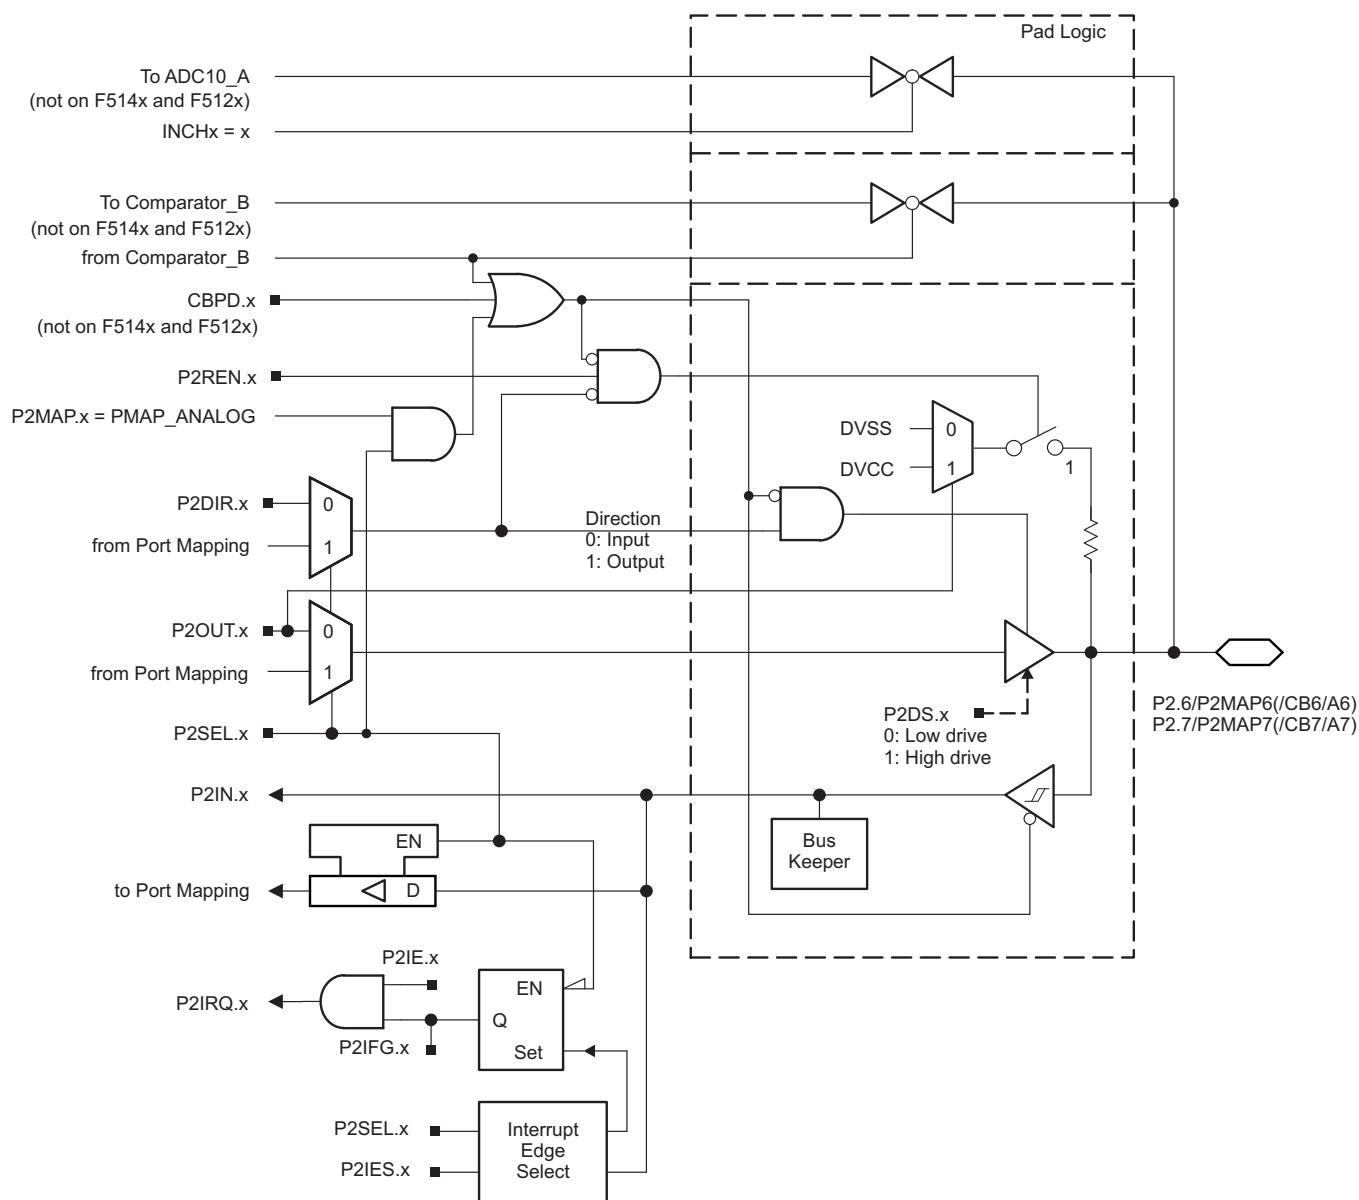 Pad Logic
To ADC10_A
(not on F514x and F512x)
INCHx = x
To Comparator_B
(not on F514x and F512x)
from Comparator_B
CBPD.x
(not on F514x and F512x)
P2REN.x
P2MAP.x = PMAP_ANALOG
DVSS
0
DVCC
1
1
P2DIR.x
0
from Port Mapping
1
Direction
0: Input
1: Output
P2OUT.x
0
from Port Mapping
1
P2SEL.x
P2DS.x
0: Low drive
1: High drive
P2.6/P2MAP6(/CB6/A6)
P2.7/P2MAP7(/CB7/A7)
P2IN.x
EN
Bus
Keeper
to Port Mapping
D
P2IE.x
EN
P2IRQ.x
Q
P2IFG.x
Set
P2SEL.x
P2IES.x
Interrupt
Edge
Select